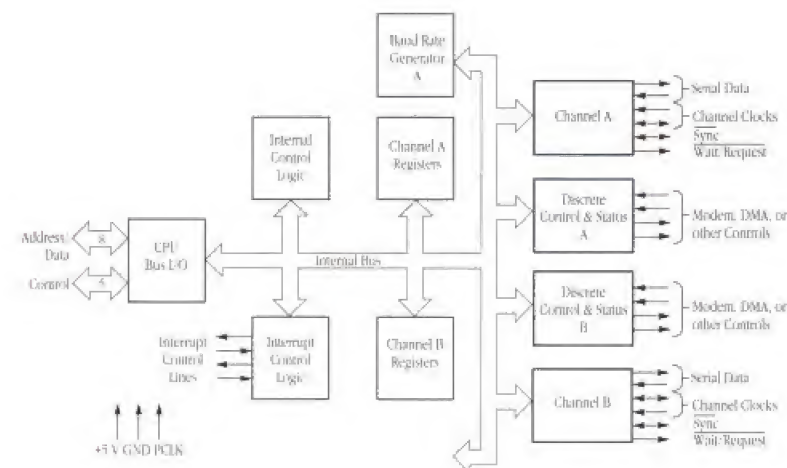 Baud Rate
Generator
A
Internal
Control
Logic
Channel A
Registers
Channel A
Serial Data
Channel Clocks
Sync
Wait/Request
Discrete
Control & Status
A
Modem, DMA, or
other Controls
Address/
Data
8
CPU
Bus I/O
Internal Bus
Control
5
Discrete
Control & Status
B
Modem, DMA, or
other Controls
Interrupt
Control
Lines
Interrupt
Control
Logic
Channel B
Registers
Channel B
Serial Data
Channel Clocks
Sync
Wait/Request
+5 V GND PCLK